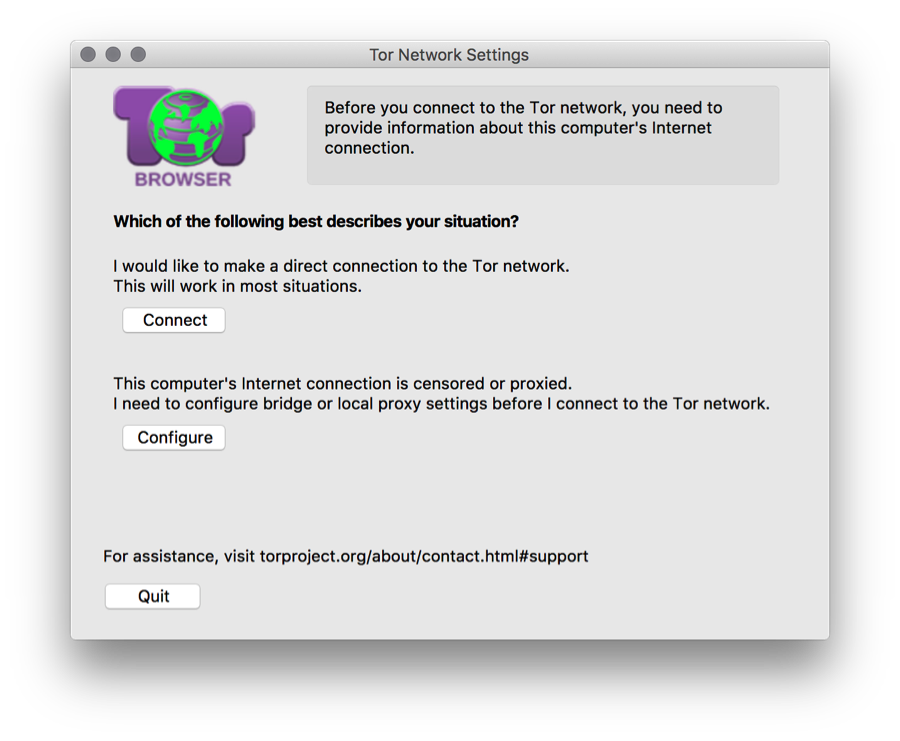 Tor Network Settings
Tor
BROWSER
Before you connect to the Tor network, you need to
provide information about this computer's Internet
connection.
Which of the following best describes your situation?
I would like to make a direct connection to the Tor network.
This will work in most situations.
Connect
This computer's Internet connection is censored or proxied.
I need to configure bridge or local proxy settings before I connect to the Tor network.
Configure
For assistance, visit torproject.org/about/contact.html#support
Quit